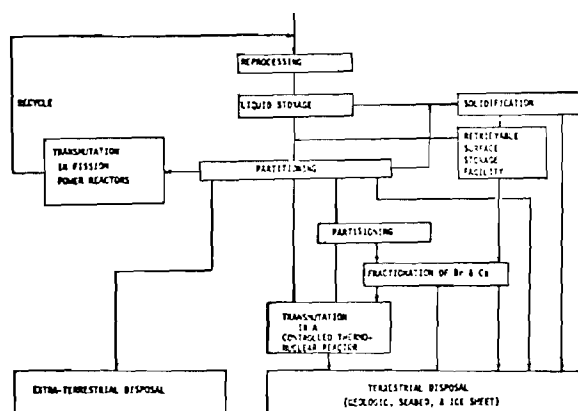 REPROCESSING
RECYCLE
LIQUID STORAGE
SOLIDIFICATION
RETRIEVABLE
SURFACE
STORAGE
FACILITY
TRANSMUTATION
IN FISSION
POWER REACTORS
PARTITIONING
PARTISIONING
FRACTIONATION OF Sr & Cs
TRANSMUTATION
IN A
CONTROLLED THERMO-
NUCLEAR REACTOR
EXTRA-TERRESTRIAL DISPOSAL
TERRESTRIAL DISPOSAL
(GEOLOGIC, SEABED, & ICE SHEET)